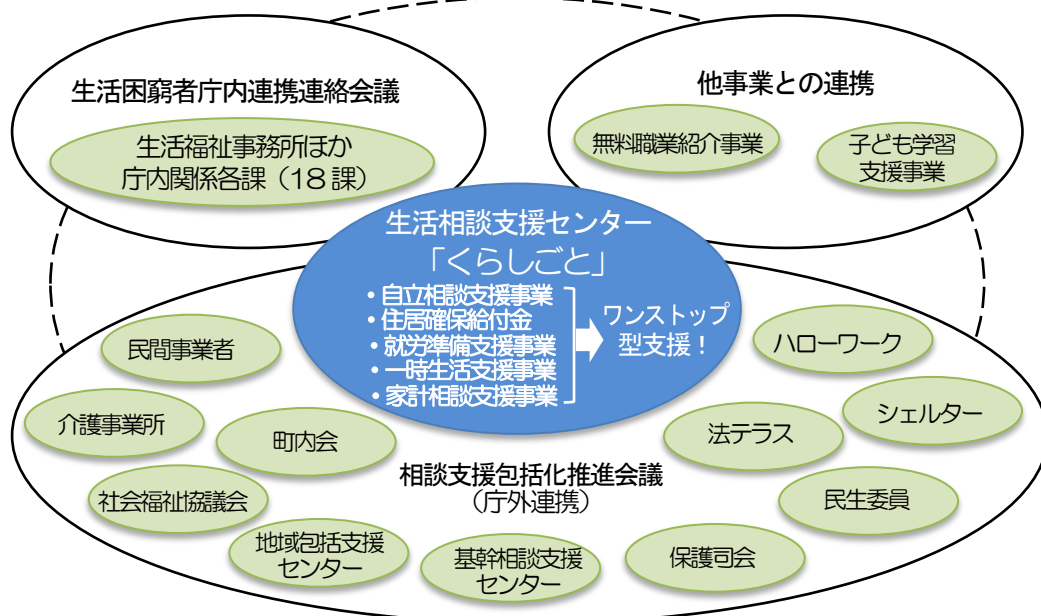 生活困窮者庁内連携連絡会議
生活福祉事務所ほか
庁内関係各課（18課）
他事業との連携
無料職業紹介事業
子ども学習
支援事業
生活相談支援センター
「くらしごと」
・自立相談支援事業
・住居確保給付金
・就労準備支援事業
・一時生活支援事業
・家計相談支援事業
ワンストップ
型支援！
民間事業者
介護事業所
町内会
社会福祉協議会
地域包括支援
センター
相談支援包括化推進会議
（庁外連携）
基幹相談支援
センター
保護司会
民生委員
法テラス
シェルター
ハローワーク